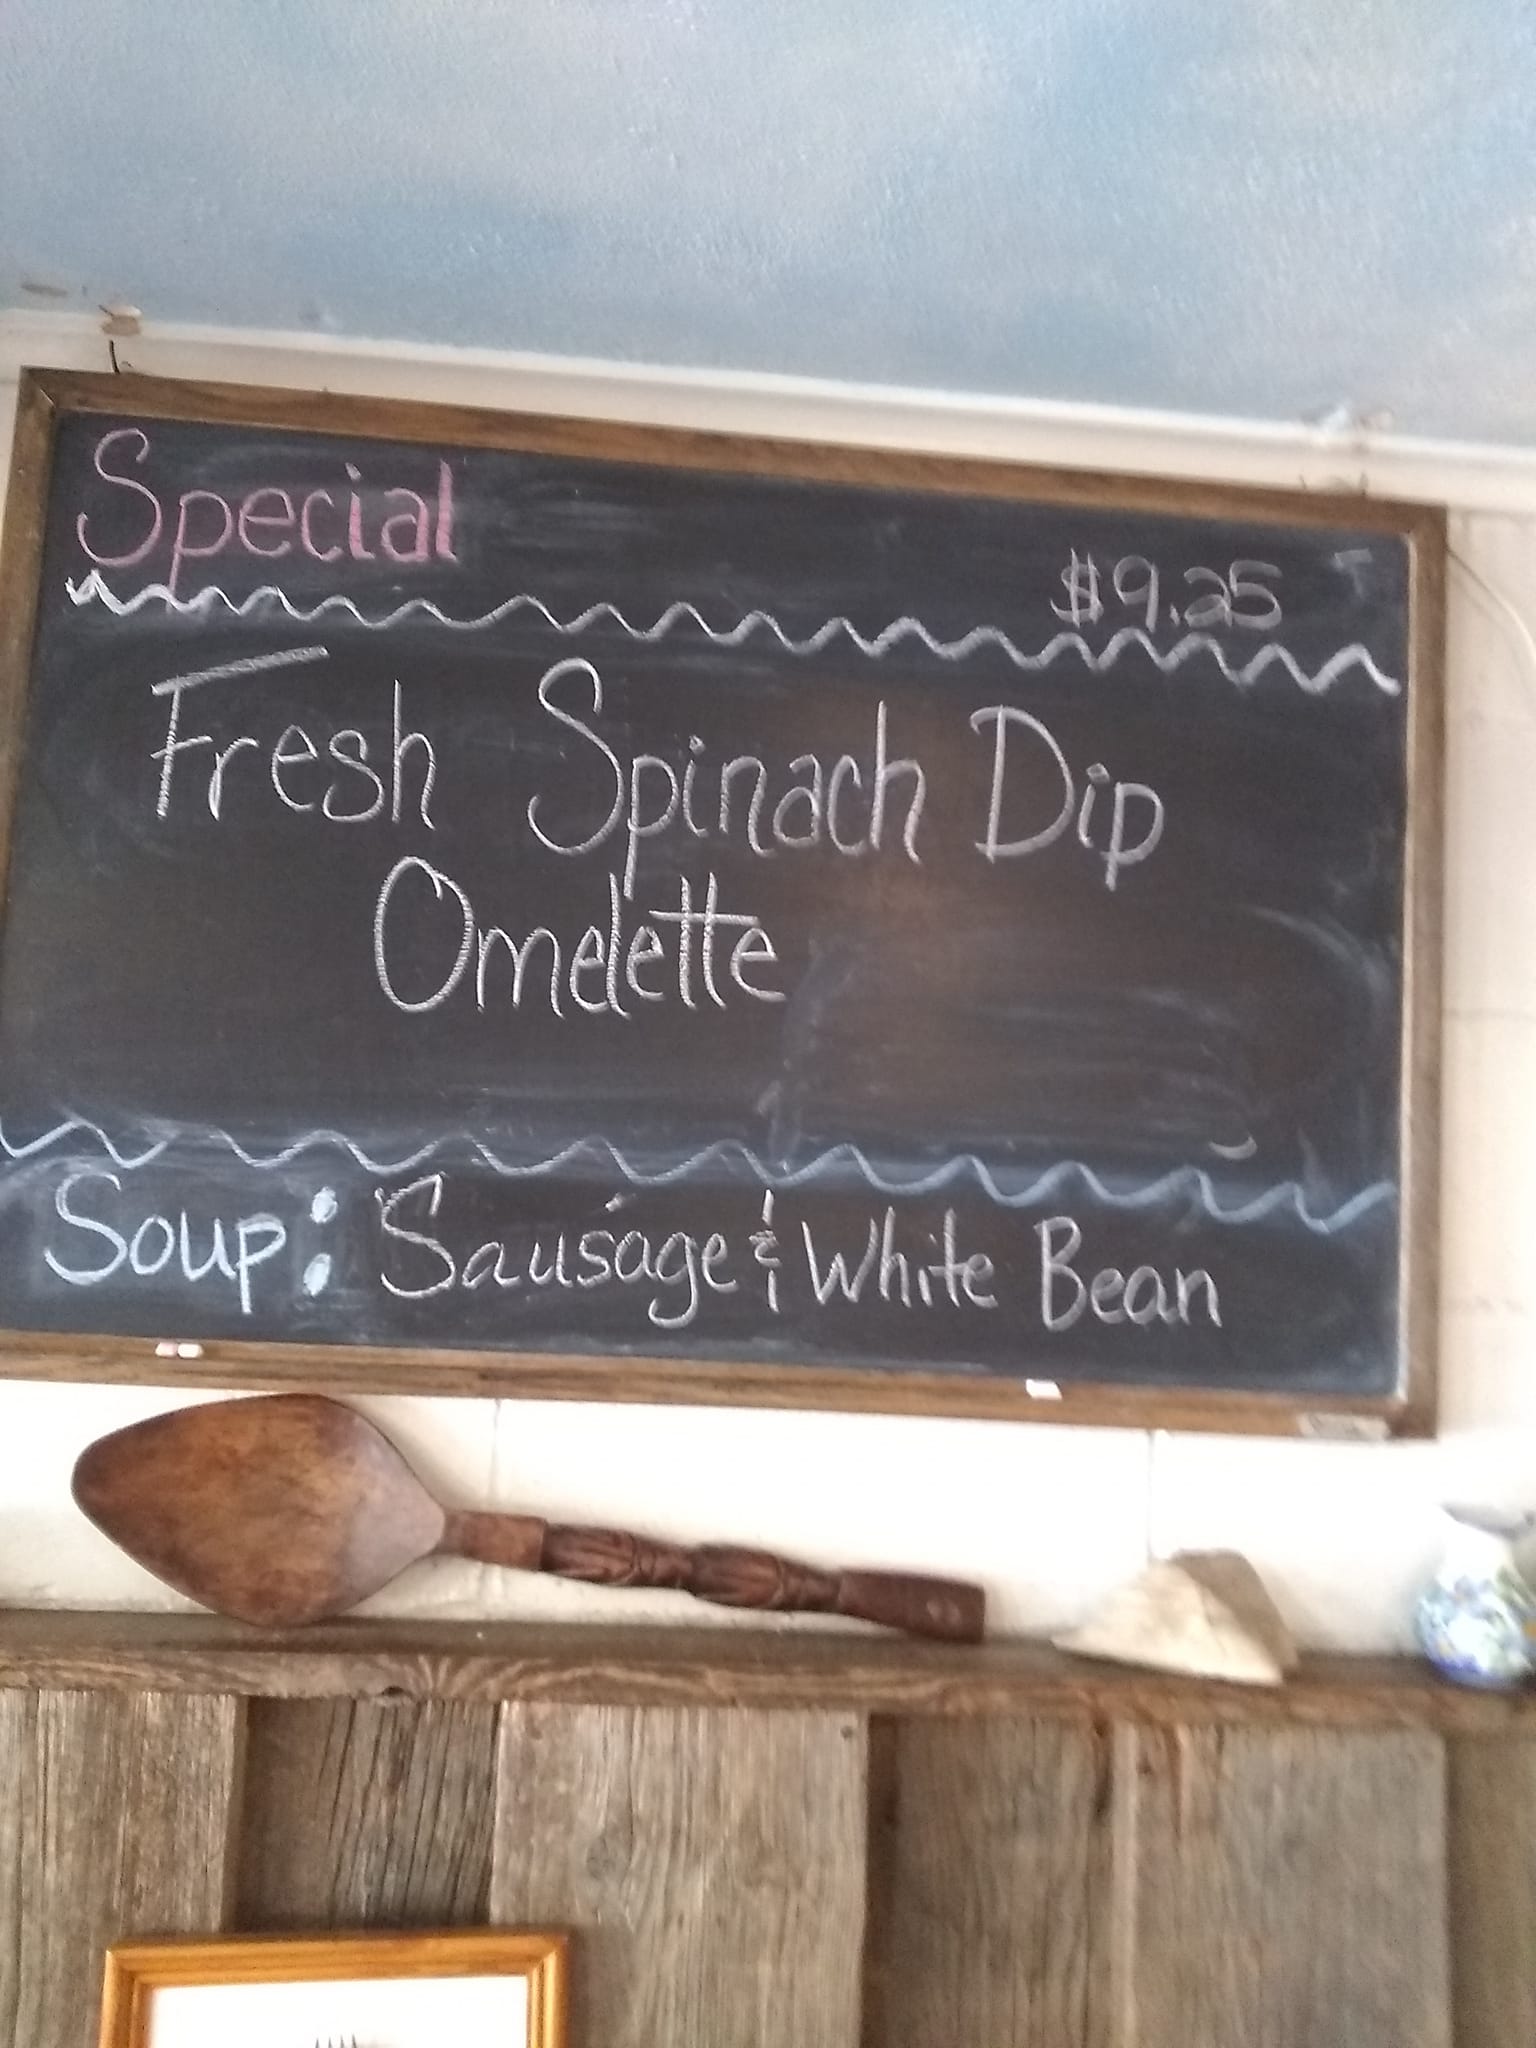 Special
$9.25
Fresh Spinach Dip
Omelette
Soup: Sausage & White Bean